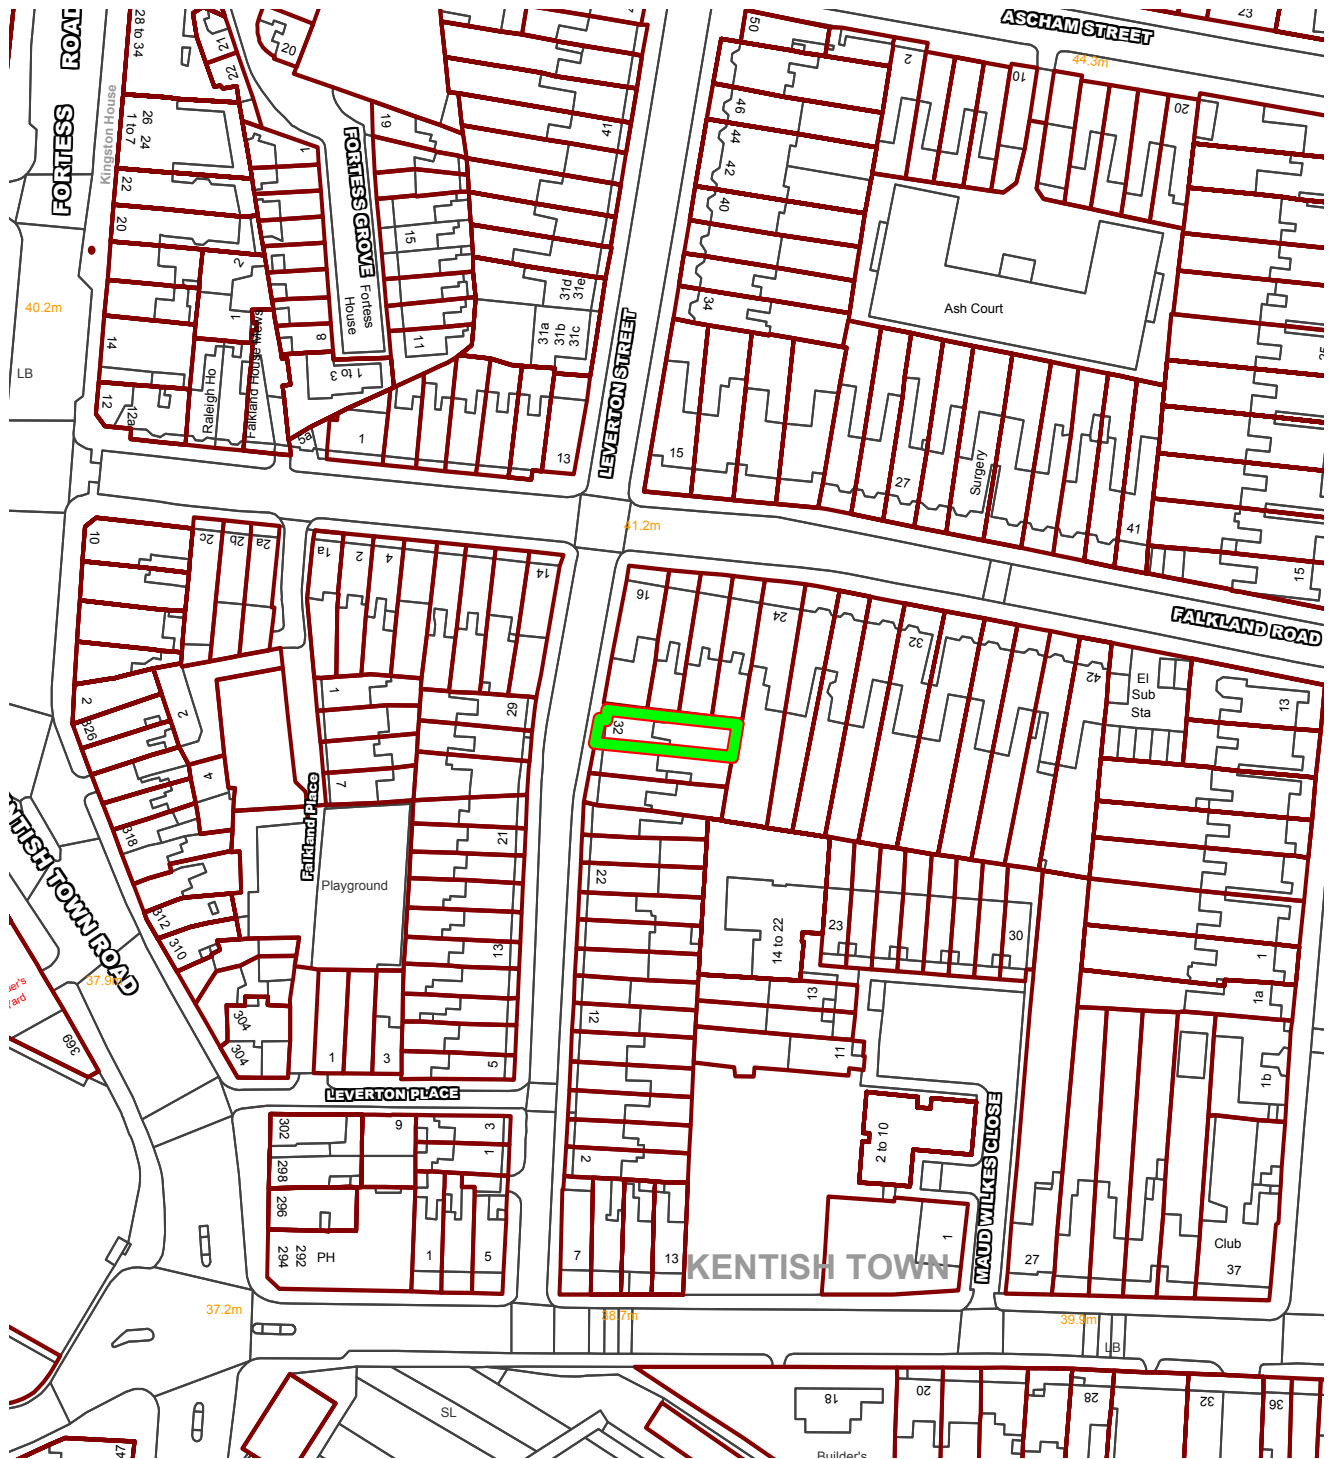 ASCHAM STREET
44.3m
23
50
2
10
20
46
44
42
40
34
Ash Court
FORTESS ROAD
Kingston House
28 to 34
26 24
1 to 7
22
20
14
12
12a
40.2m
LB
21
22
20
19
1
FORTESS GROVE
Fortess
House
15
11
8
1 to 3
2
1
Raleigh Ho
Falkland House Mews
5a
1
13
41
31d
31e
31a
31b
31c
LEVERTON STREET
15
27
Surgery
41
35
15
41.2m
FALKLAND ROAD
10
2c
2b
2a
1a
2
4
14
16
24
32
42
El
Sub
Sta
13
2
326
2
4
318
312
310
304
304
1
7
29
21
13
5
Falkland Place
Playground
KENTISH TOWN ROAD
37.9m
369
32
22
12
2
14 to 22
23
30
13
11
1
1a
1b
1
3
LEVERTON PLACE
302
298
296
294
292
PH
9
3
1
1
5
7
13
KENTISH TOWN
2 to 10
MAUD WILKES CLOSE
1
27
Club
37
37.2m
38.7m
39.9m
LB
SL
18
Builder's
20
28
32
36
47